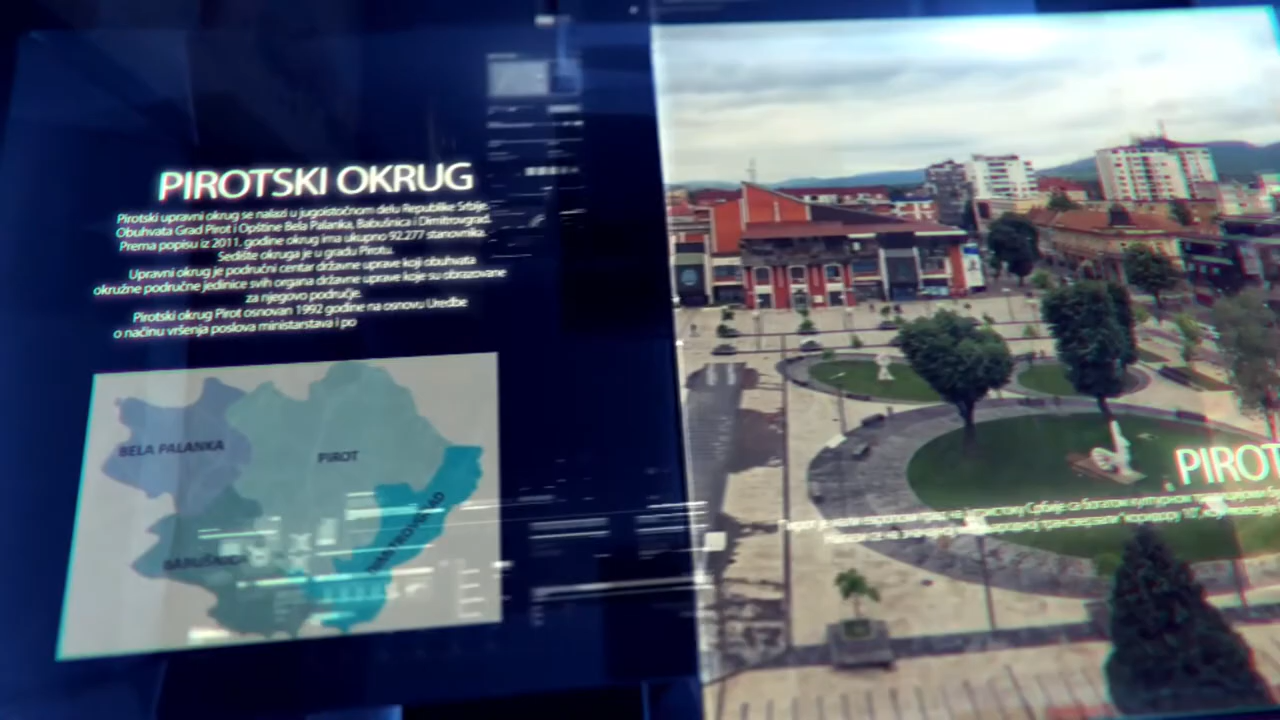 PIROTSKI OKRUG
Pirotski upravni okrug se nalazi u jugoistočnom delu Republike Srbije.
Obuhvata Grad Pirot i Opštine Bela Palanka, Babušnica i Dimitrovgrad.
Prema popisu iz 2011. godine okrug ima ukupno 92.277 stanovnika.
Sedište okruga je u gradu Pirotu.
Upravni okrug je područni centar državne uprave koji obuhvata
okružne područne jedinice svih organa državne uprave koje su obrazovane
za njegovo područje.
Pirotski okrug Pirot osnovan 1992 godine na osnovu Uredbe
o načinu vršenja poslova ministarstava i po
BELA PALANKA
PIROT
BABUŠNICA
DIMITROVGRAD
PIROT
Србије са богатом културном